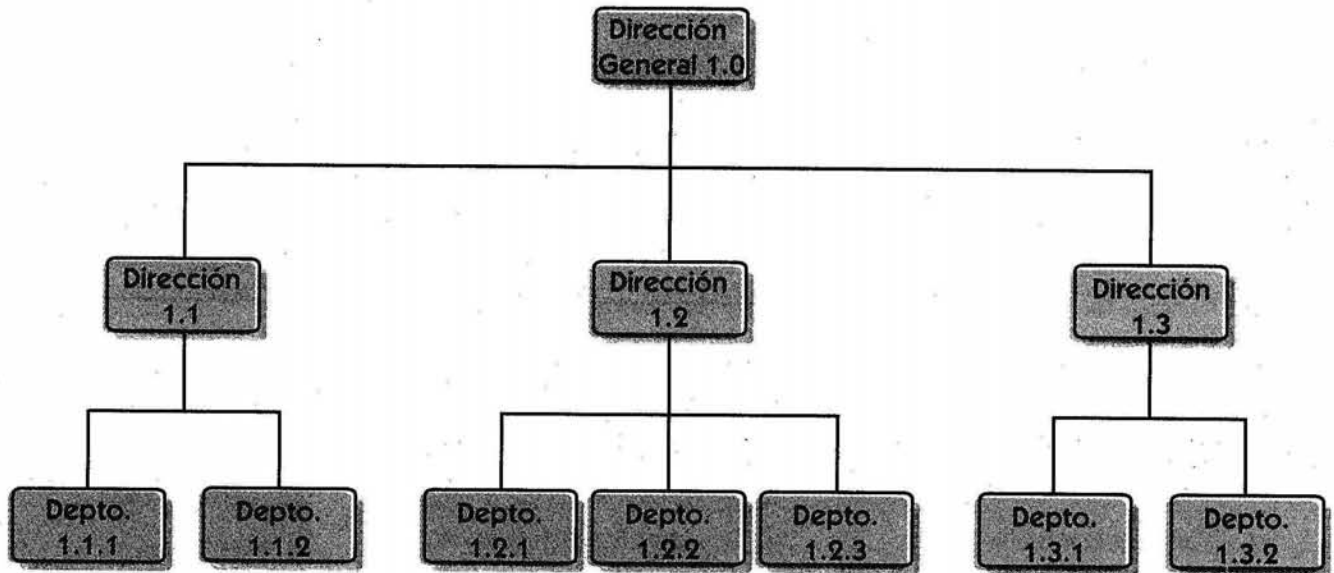 Dirección
General 1.0
Dirección
1.1
Dirección
1.2
Dirección
1.3
Depto.
1.1.1
Depto.
1.1.2
Depto.
1.2.1
Depto.
1.2.2
Depto.
1.2.3
Depto.
1.3.1
Depto.
1.3.2